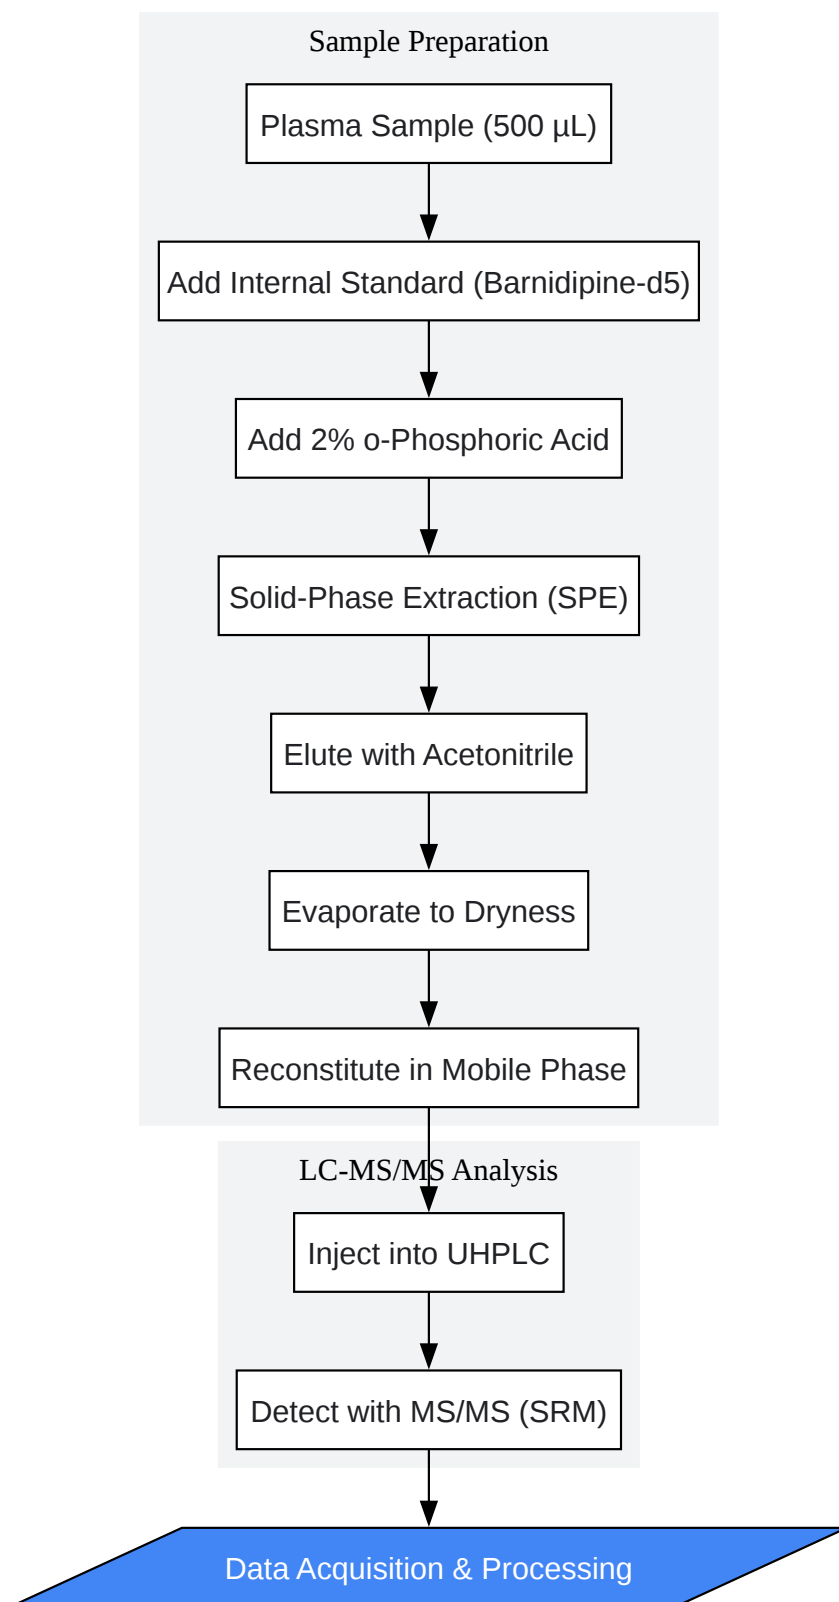 Sample Preparation
Plasma Sample (500 µL)
Add Internal Standard (Barnidipine-d5)
Add 2% o-Phosphoric Acid
Solid-Phase Extraction (SPE)
Elute with Acetonitrile
Evaporate to Dryness
Reconstitute in Mobile Phase
LC-MS/MS Analysis
Inject into UHPLC
Detect with MS/MS (SRM)
Data Acquisition & Processing